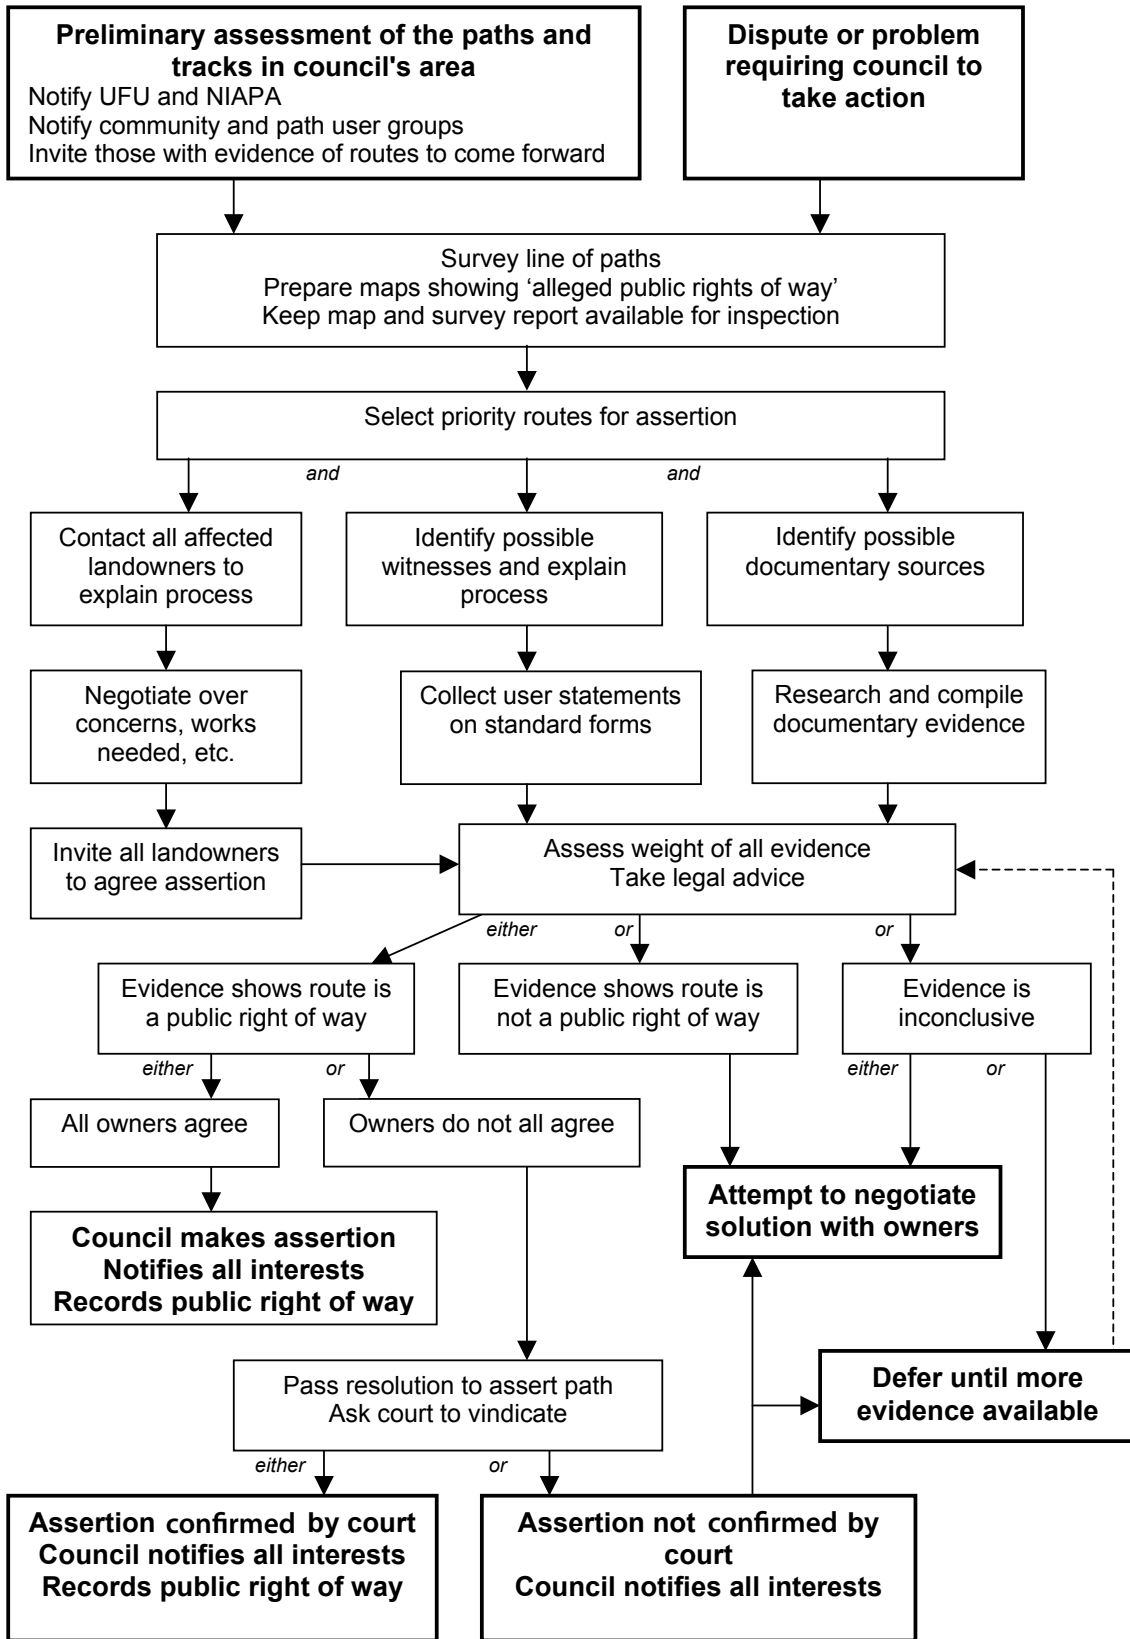 Preliminary assessment of the paths and
tracks in council's area
Notify UFU and NIAPA
Notify community and path user groups
Invite those with evidence of routes to come forward
Dispute or problem
requiring council to
take action
Survey line of paths
Prepare maps showing ‘alleged public rights of way’
Keep map and survey report available for inspection
Select priority routes for assertion
and
and
Contact all affected
landowners to
explain process
Identify possible
witnesses and explain
process
Identify possible
documentary sources
Negotiate over
concerns, works
needed, etc.
Collect user statements
on standard forms
Research and compile
documentary evidence
Invite all landowners
to agree assertion
Assess weight of all evidence
Take legal advice
either
or
or
Evidence shows route is
a public right of way
Evidence shows route is
not a public right of way
Evidence is
inconclusive
either
or
either
or
All owners agree
Owners do not all agree
Attempt to negotiate
solution with owners
Council makes assertion
Notifies all interests
Records public right of way
Pass resolution to assert path
Ask court to vindicate
Defer until more
evidence available
either
or
Assertion confirmed by court
Council notifies all interests
Records public right of way
Assertion not confirmed by
court
Council notifies all interests